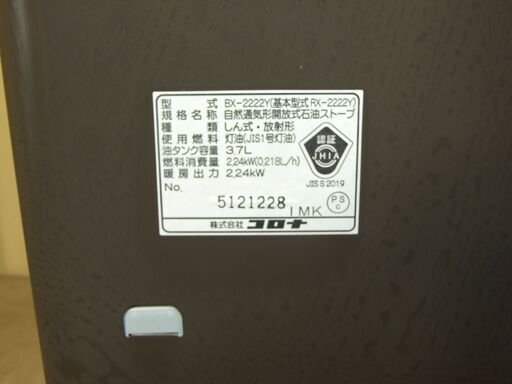 型 式 BX-2222Y(基本型式RX-2222Y)
規格名称 自然通気形開放式石油ストーブ
種 類 しん式・放射形
使用燃料 灯油(JIS1号灯油)
油タンク容量 3.7L
燃料消費量 2.24kW(0.218L/h)
暖房出力 2.24kW
認証
JHIA
JIS S 2019
No. 5121228
1MK
PS
C
株式会社コロナ